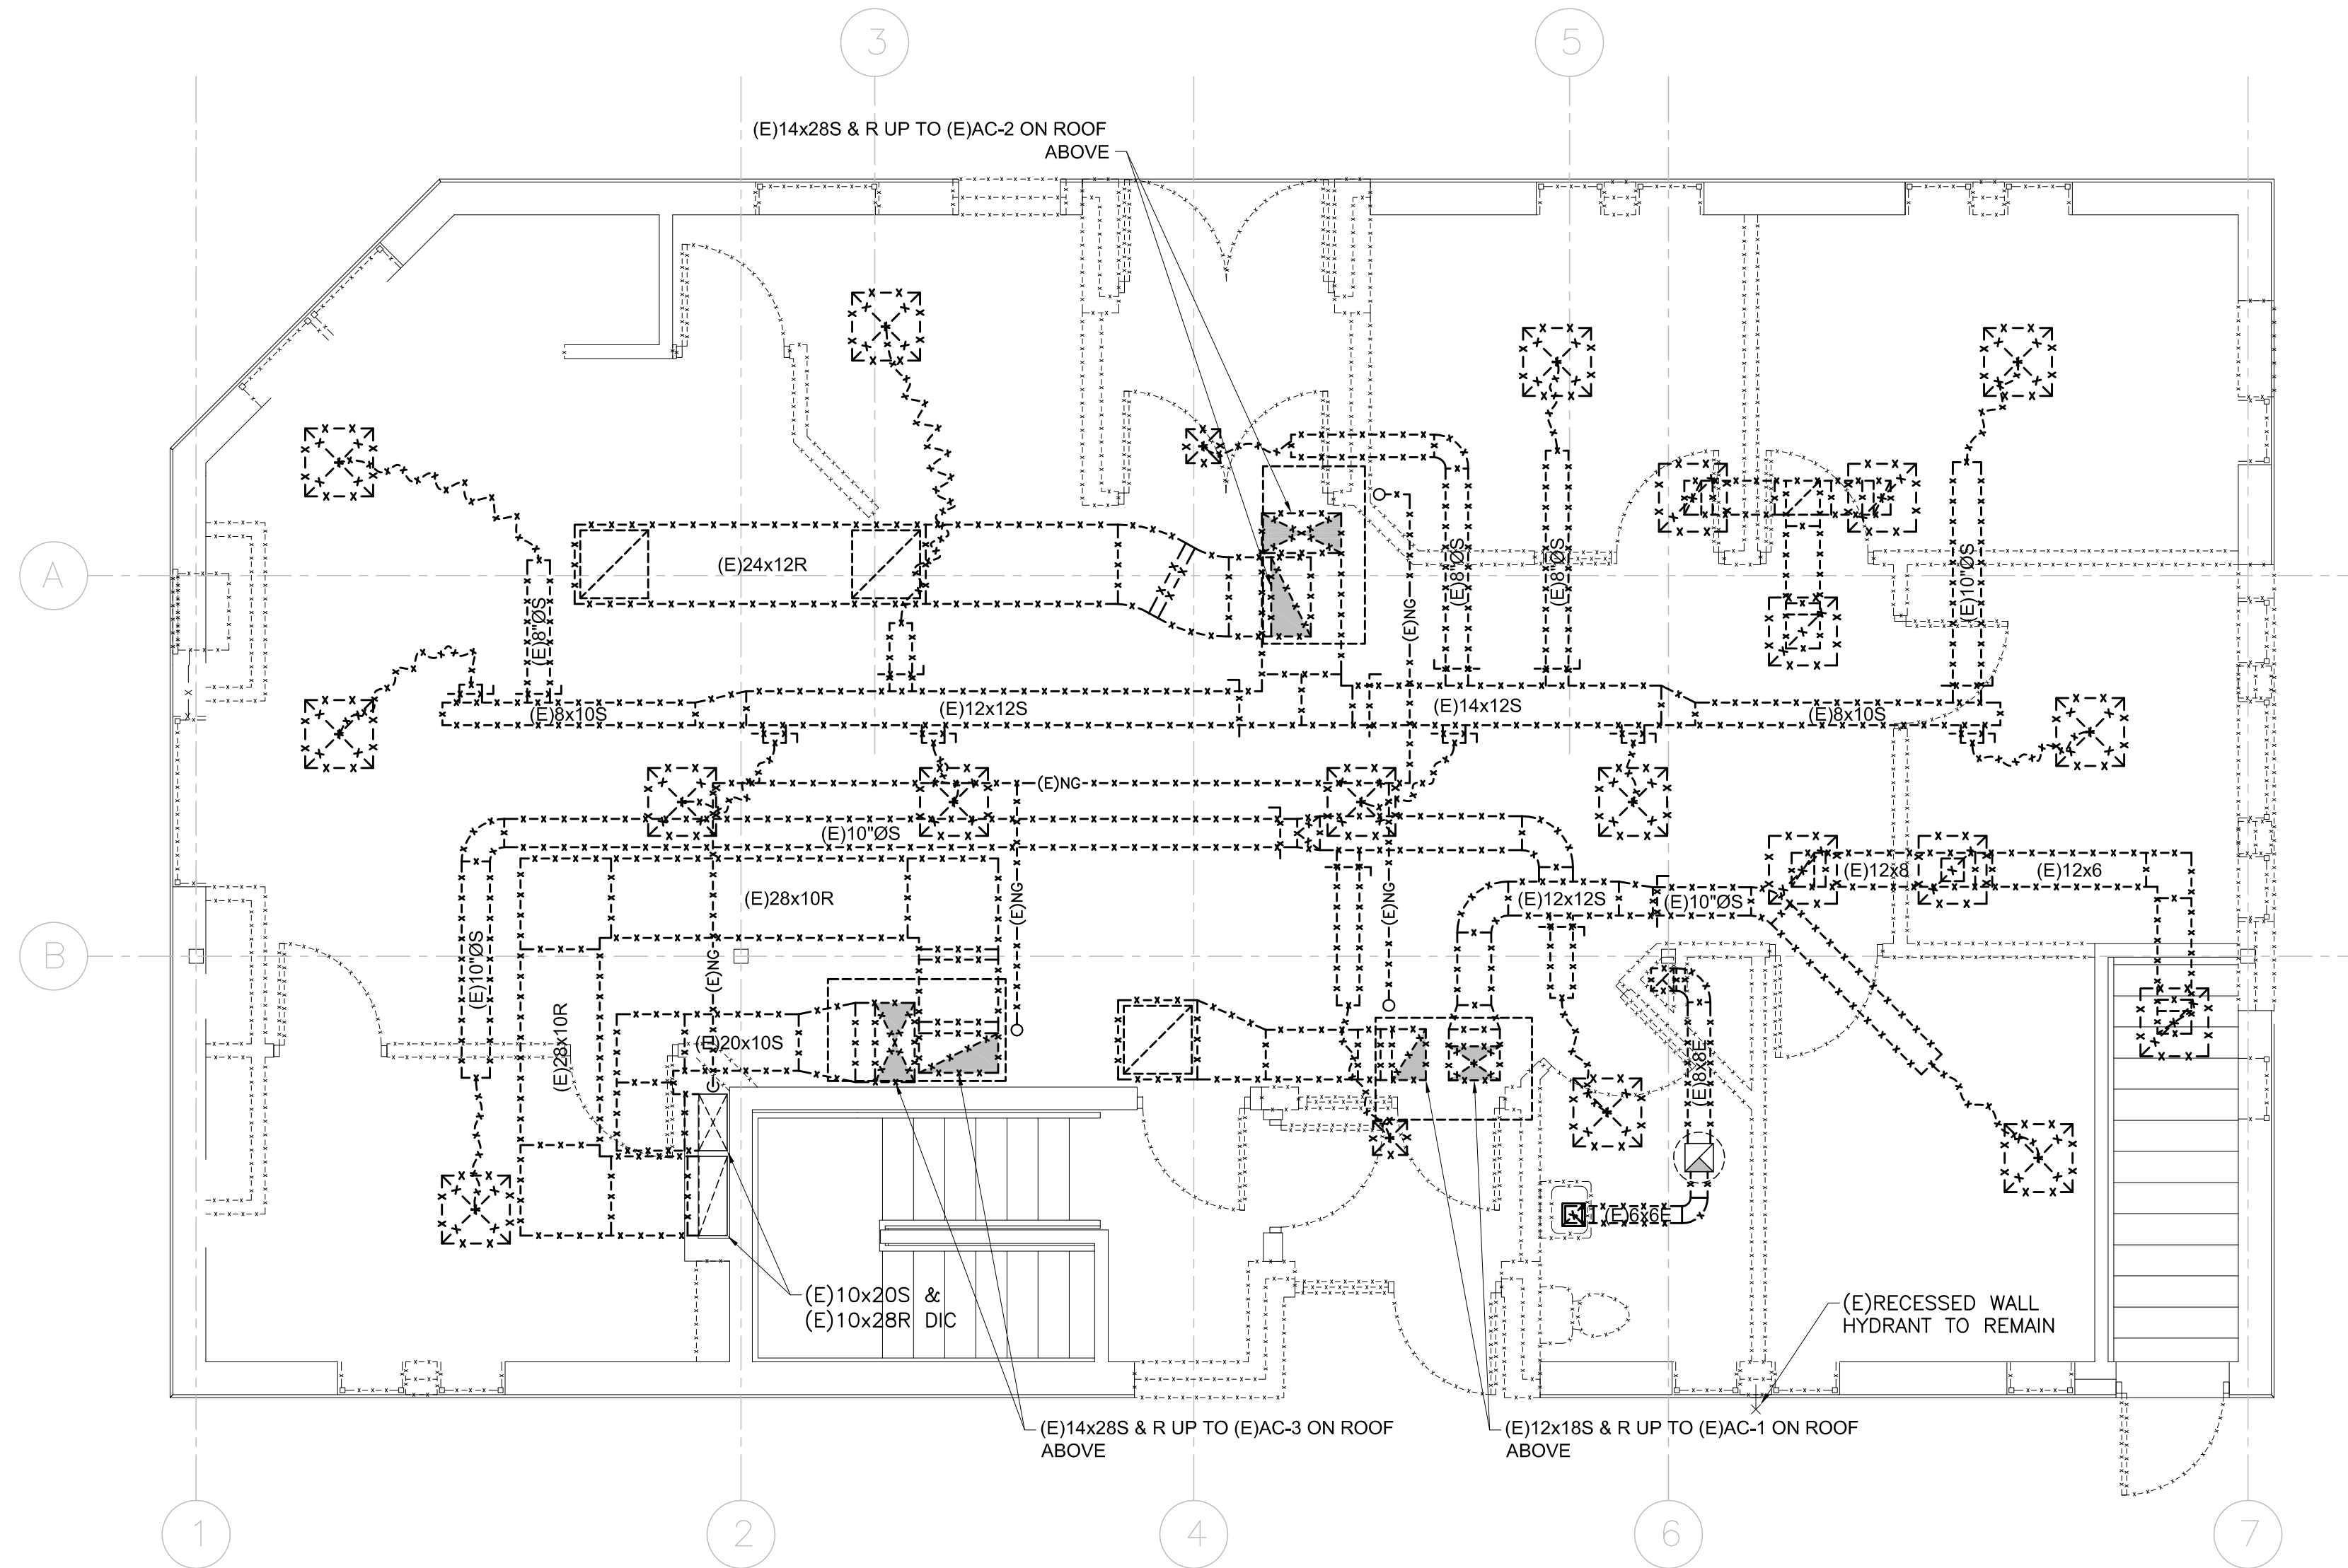 3
5
(E)14x28S & R UP TO (E)AC-2 ON ROOF
ABOVE
A
(E)24x12R
(E)8"ØS
(E)NG
(E)8"ØS
(E)8"ØS
(E)10"ØS
(E)8x10S
(E)12x12S
(E)14x12S
(E)8x10S
(E)NG
(E)10"ØS
(E)28x10R
(E)NG
(E)NG
(E)12x12S
(E)10"ØS
(E)12x8
(E)12x6
B
(E)10"ØS
(E)NG
(E)28x10R
(E)20x10S
G
(E)8x8E
(E)6x6E
(E)10x20S &
(E)10x28R DIC
(E)RECESSED WALL
HYDRANT TO REMAIN
(E)14x28S & R UP TO (E)AC-3 ON ROOF
ABOVE
(E)12x18S & R UP TO (E)AC-1 ON ROOF
ABOVE
1
2
4
6
7